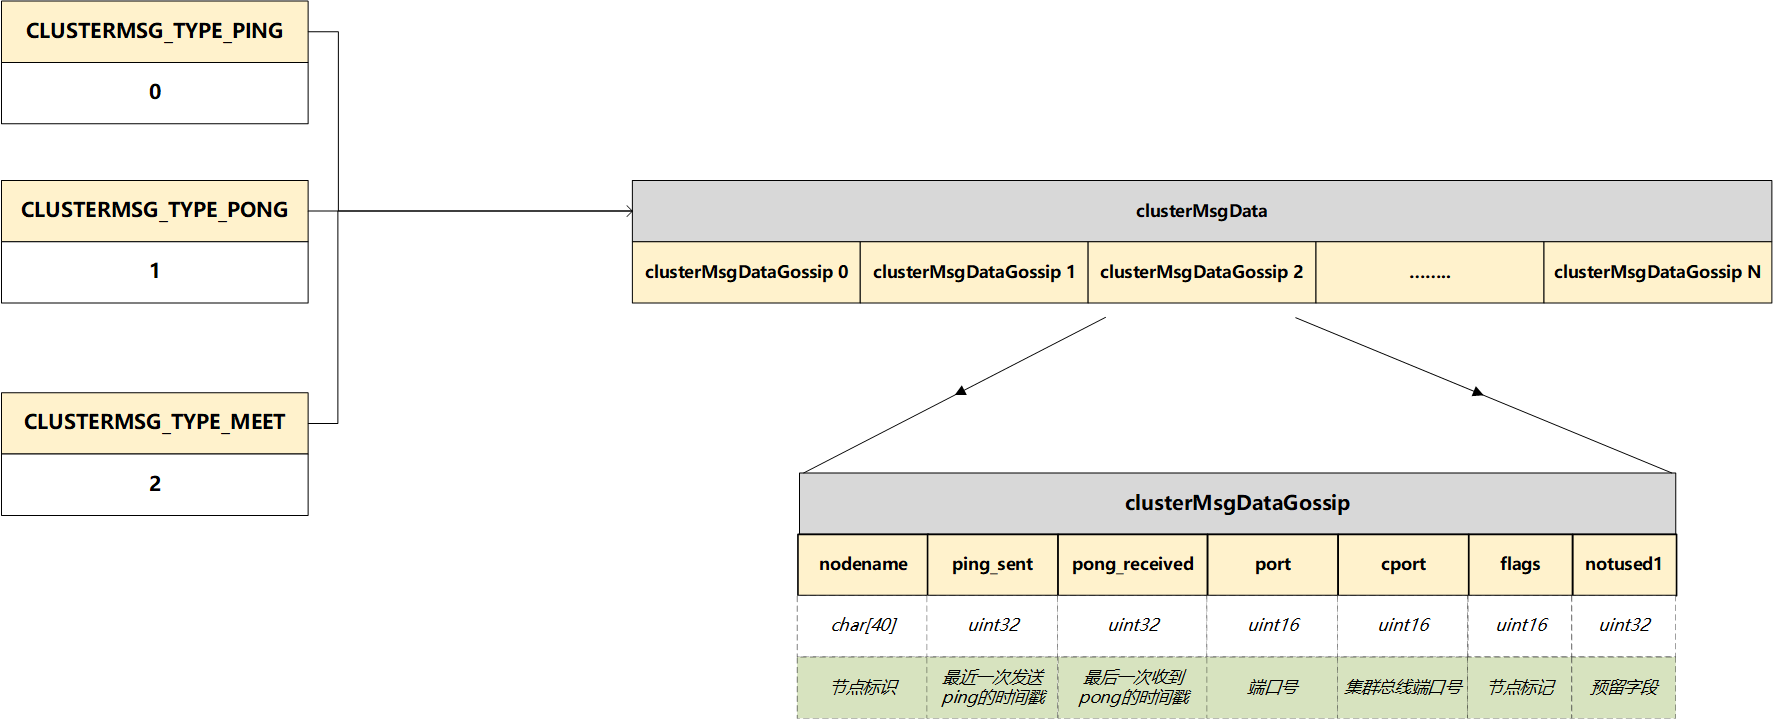 CLUSTERMSG_TYPE_PING
0
CLUSTERMSG_TYPE_PONG
1
CLUSTERMSG_TYPE_MEET
2
clusterMsgData
clusterMsgDataGossip 0
clusterMsgDataGossip 1
clusterMsgDataGossip 2
........
clusterMsgDataGossip N
clusterMsgDataGossip
nodename
ping_sent
pong_received
port
cport
flags
notused1
char[40]
uint32
uint32
uint16
uint16
uint16
uint32
节点标识
最近一次发送
ping的时间戳
最后一次收到
pong的时间戳
端口号
集群总线端口号
节点标记
预留字段